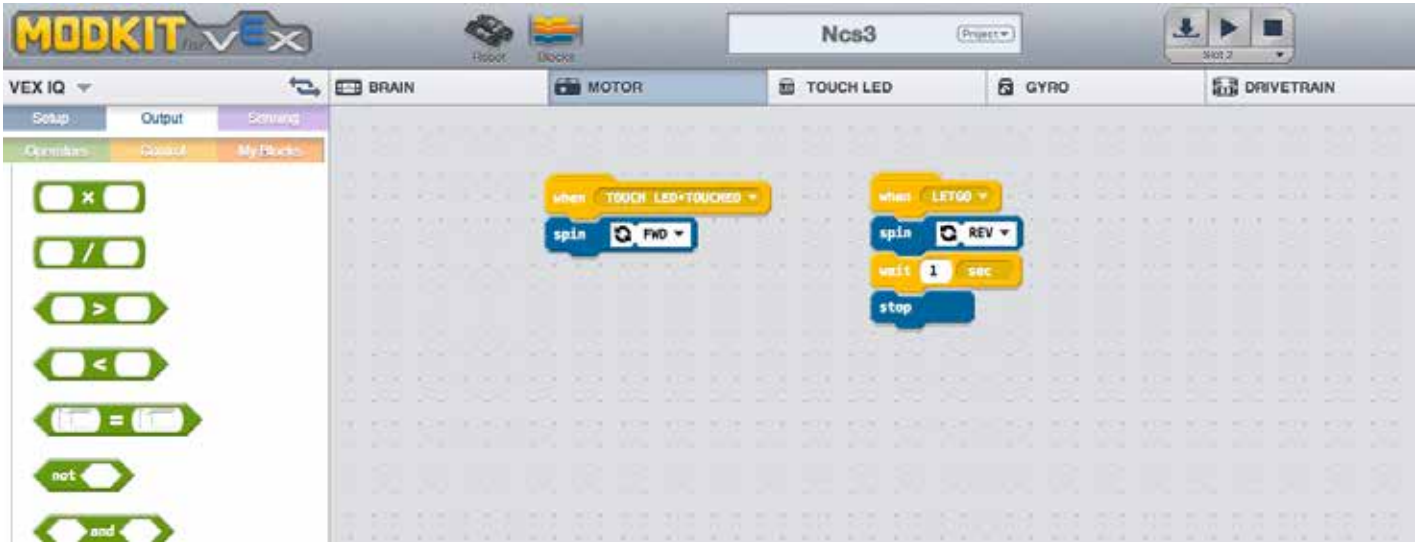 MODKIT for VEX
Robot
Blocks
Ncs3
Project
Slot 2
VEX IQ
BRAIN
MOTOR
TOUCH LED
GYRO
DRIVETRAIN
Setup
Output
Sensing
Operators
Control
My Blocks
×
/
>
<
=
not
and
when TOUCH LED•TOUCHED
spin FWD
when LETGO
spin REV
wait 1 sec
stop